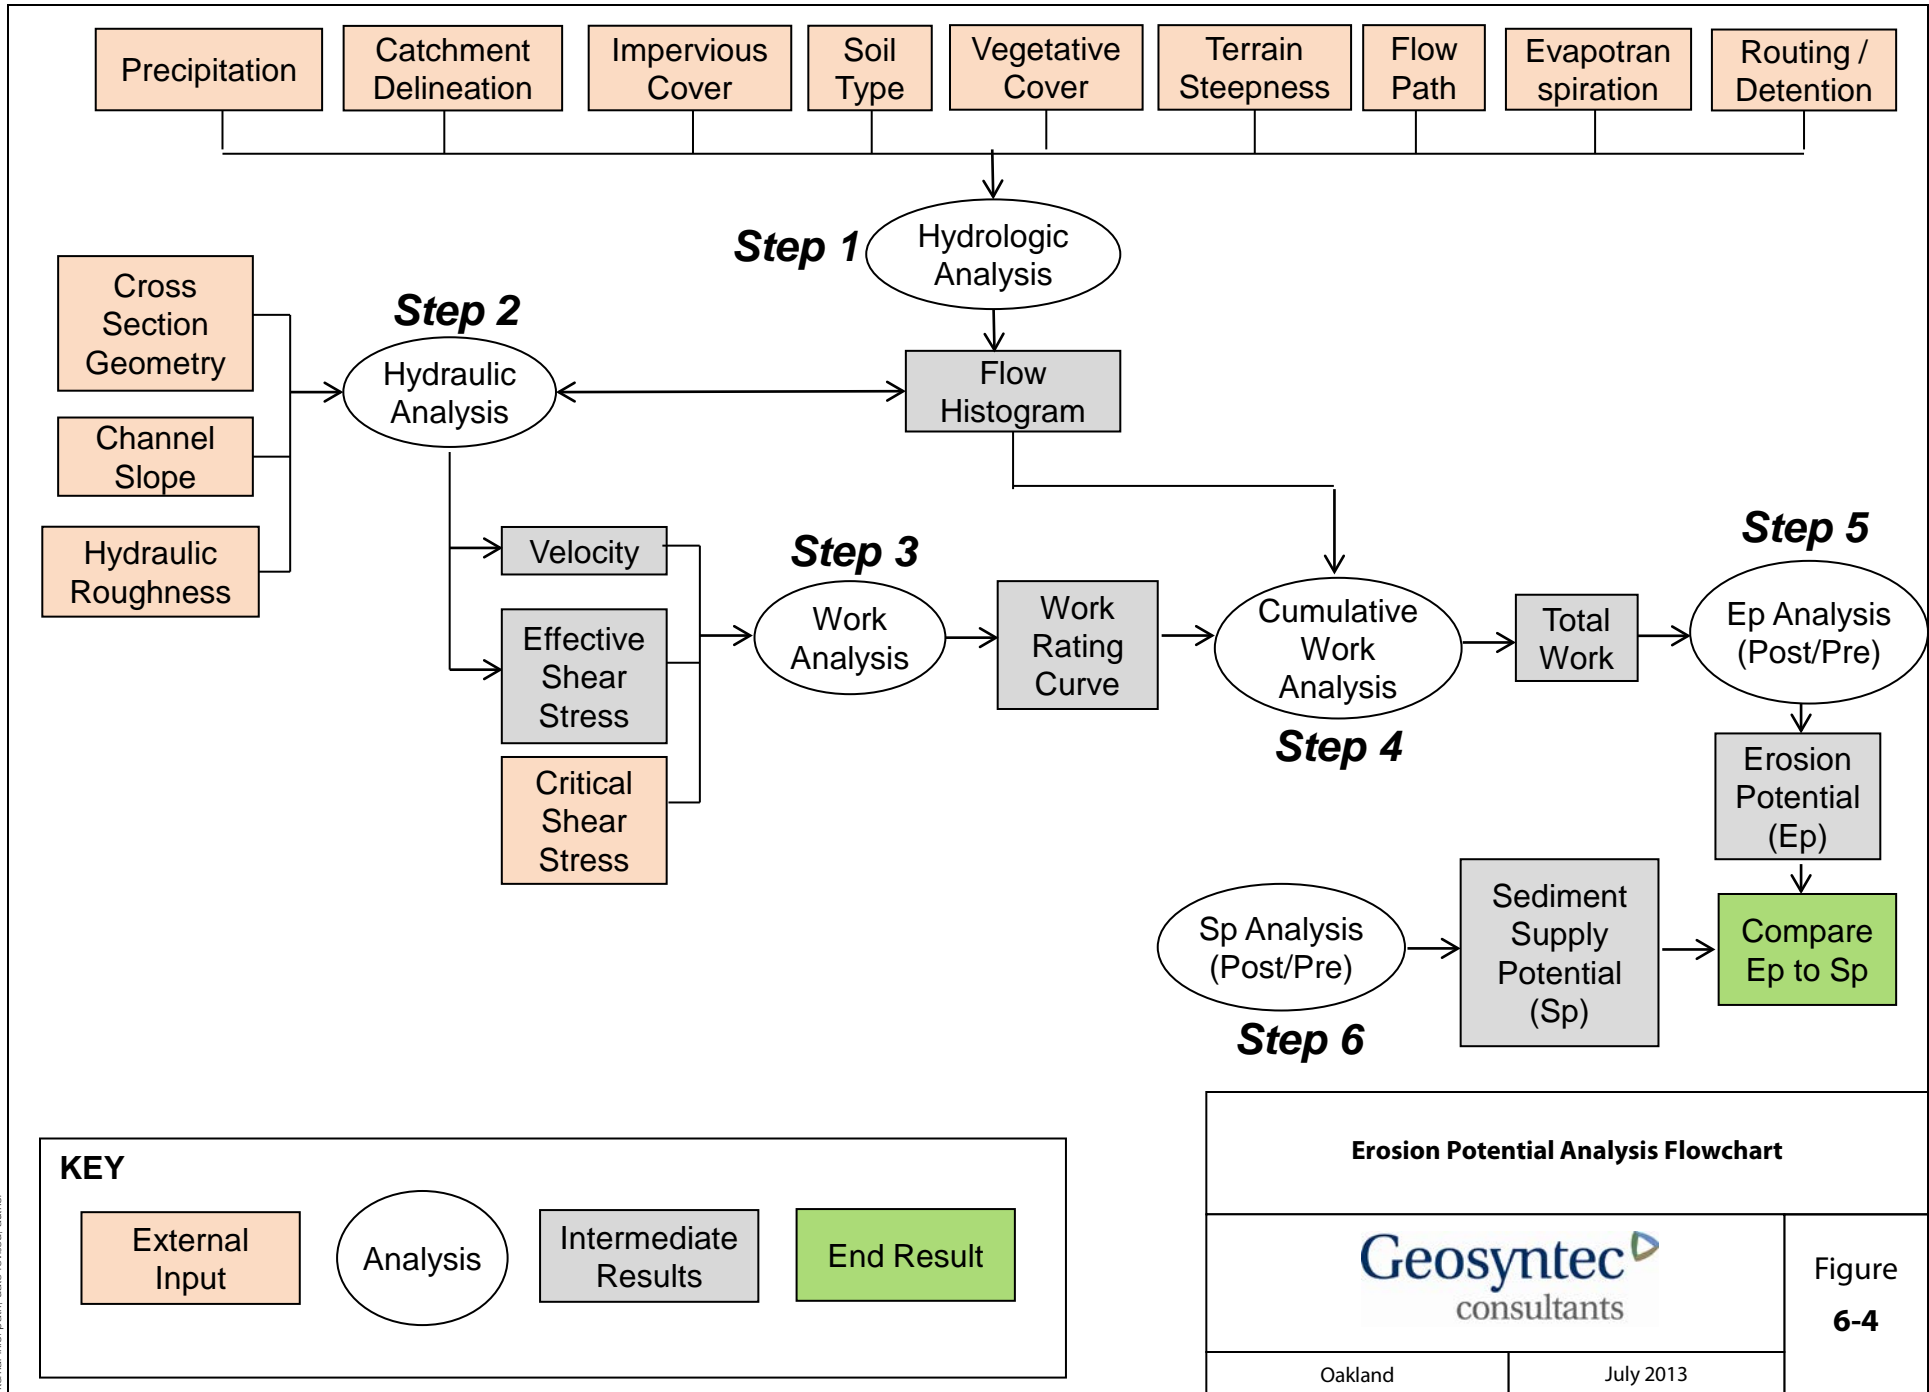 Precipitation
Catchment
Delineation
Impervious
Cover
Soil
Type
Vegetative
Cover
Terrain
Steepness
Flow
Path
Evapotran
spiration
Routing /
Detention
Step 1
Hydrologic
Analysis
Cross
Section
Geometry
Step 2
Hydraulic
Analysis
Flow
Histogram
Channel
Slope
Hydraulic
Roughness
Velocity
Effective
Shear
Stress
Critical
Shear
Stress
Step 3
Work
Analysis
Work
Rating
Curve
Cumulative
Work
Analysis
Step 4
Total
Work
Step 5
Ep Analysis
(Post/Pre)
Erosion
Potential
(Ep)
Sp Analysis
(Post/Pre)
Step 6
Sediment
Supply
Potential
(Sp)
Compare
Ep to Sp
KEY
External
Input
Analysis
Intermediate
Results
End Result
Erosion Potential Analysis Flowchart
Geosyntec
consultants
Figure
6-4
Oakland
July 2013